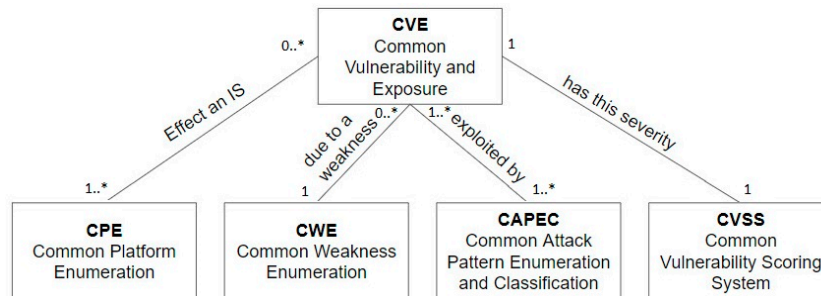 CVE
Common
Vulnerability and
Exposure
0..*
1
Effect an IS
due to a
weakness
0..*
1..*
exploited by
has this severity
1..*
1
1..*
1
CPE
Common Platform
Enumeration
CWE
Common Weakness
Enumeration
CAPEC
Common Attack
Pattern Enumeration
and Classification
CVSS
Common
Vulnerability Scoring
System